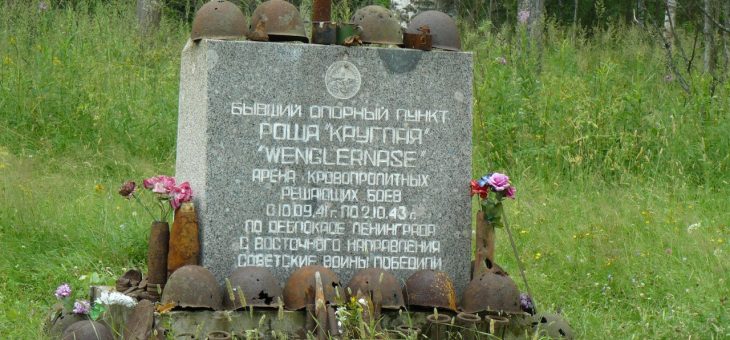 БЫВШИЙ ОПОРНЫЙ ПУНКТ
РОЩА "КРУГЛАЯ"
"WENGLERNASE"
АРЕНА КРОВОПРОЛИТНЫХ
РЕШАЮЩИХ БОЕВ
С 10.09.41г. ПО 2.10.43 г.
ПО ДЕБЛОКАДЕ ЛЕНИНГРАДА
С ВОСТОЧНОГО НАПРАВЛЕНИЯ
СОВЕТСКИЕ ВОИНЫ ПОБЕДИЛИ